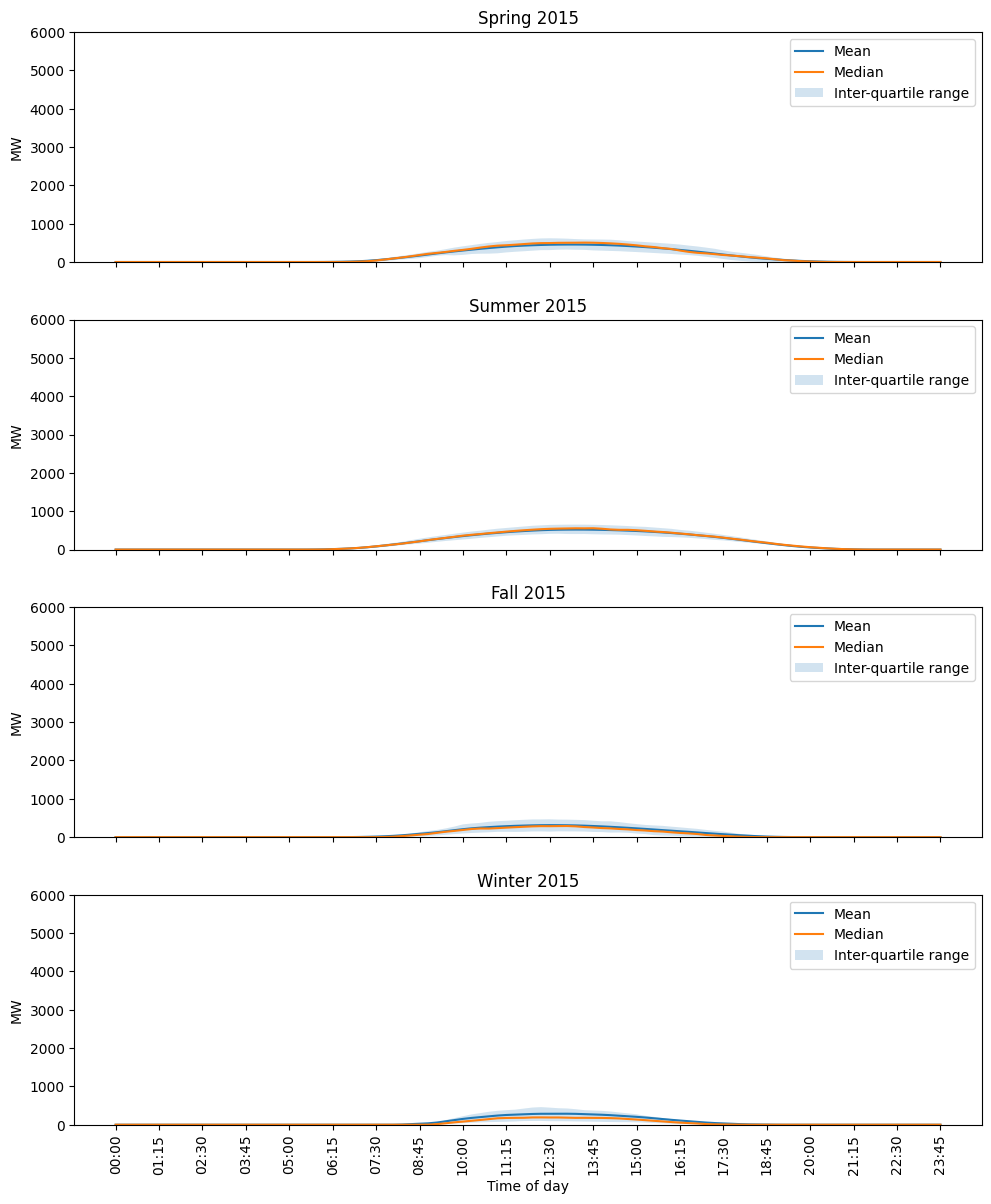 Spring 2015
6000
5000
4000
3000
2000
1000
0
MW
Mean
Median
Inter-quartile range
Summer 2015
6000
5000
4000
3000
2000
1000
0
MW
Mean
Median
Inter-quartile range
Fall 2015
6000
5000
4000
3000
2000
1000
0
MW
Mean
Median
Inter-quartile range
Winter 2015
6000
5000
4000
3000
2000
1000
0
MW
Mean
Median
Inter-quartile range
00:00 01:15 02:30 03:45 05:00 06:15 07:30 08:45 10:00 11:15 12:30 13:45 15:00 16:15 17:30 18:45 20:00 21:15 22:30 23:45
Time of day